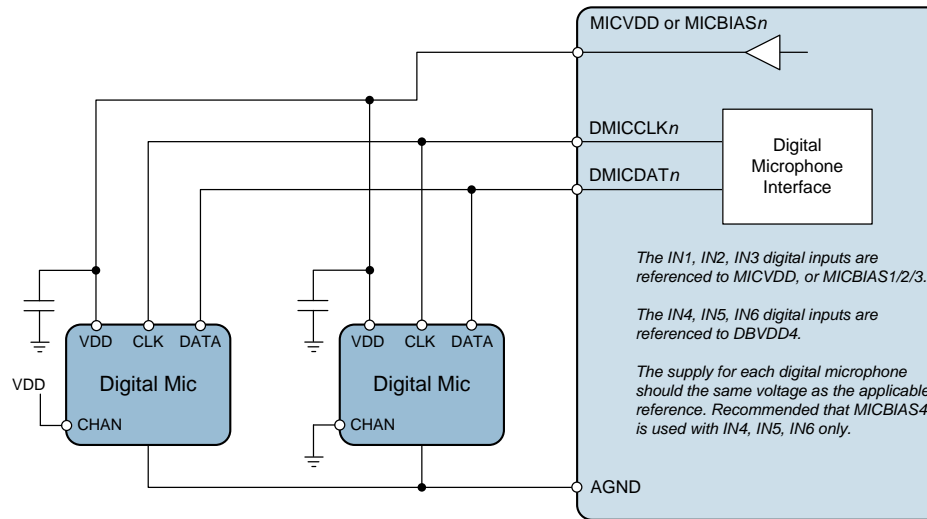 MICVDD or MICBIASn
DMICCLKn
DMICDATn
Digital
Microphone
Interface
The IN1, IN2, IN3 digital inputs are
referenced to MICVDD, or MICBIAS1/2/3.
The IN4, IN5, IN6 digital inputs are
referenced to DBVDD4.
The supply for each digital microphone
should the same voltage as the applicable
reference. Recommended that MICBIAS4
is used with IN4, IN5, IN6 only.
VDD CLK DATA
Digital Mic
VDD
CHAN
VDD CLK DATA
Digital Mic
CHAN
AGND